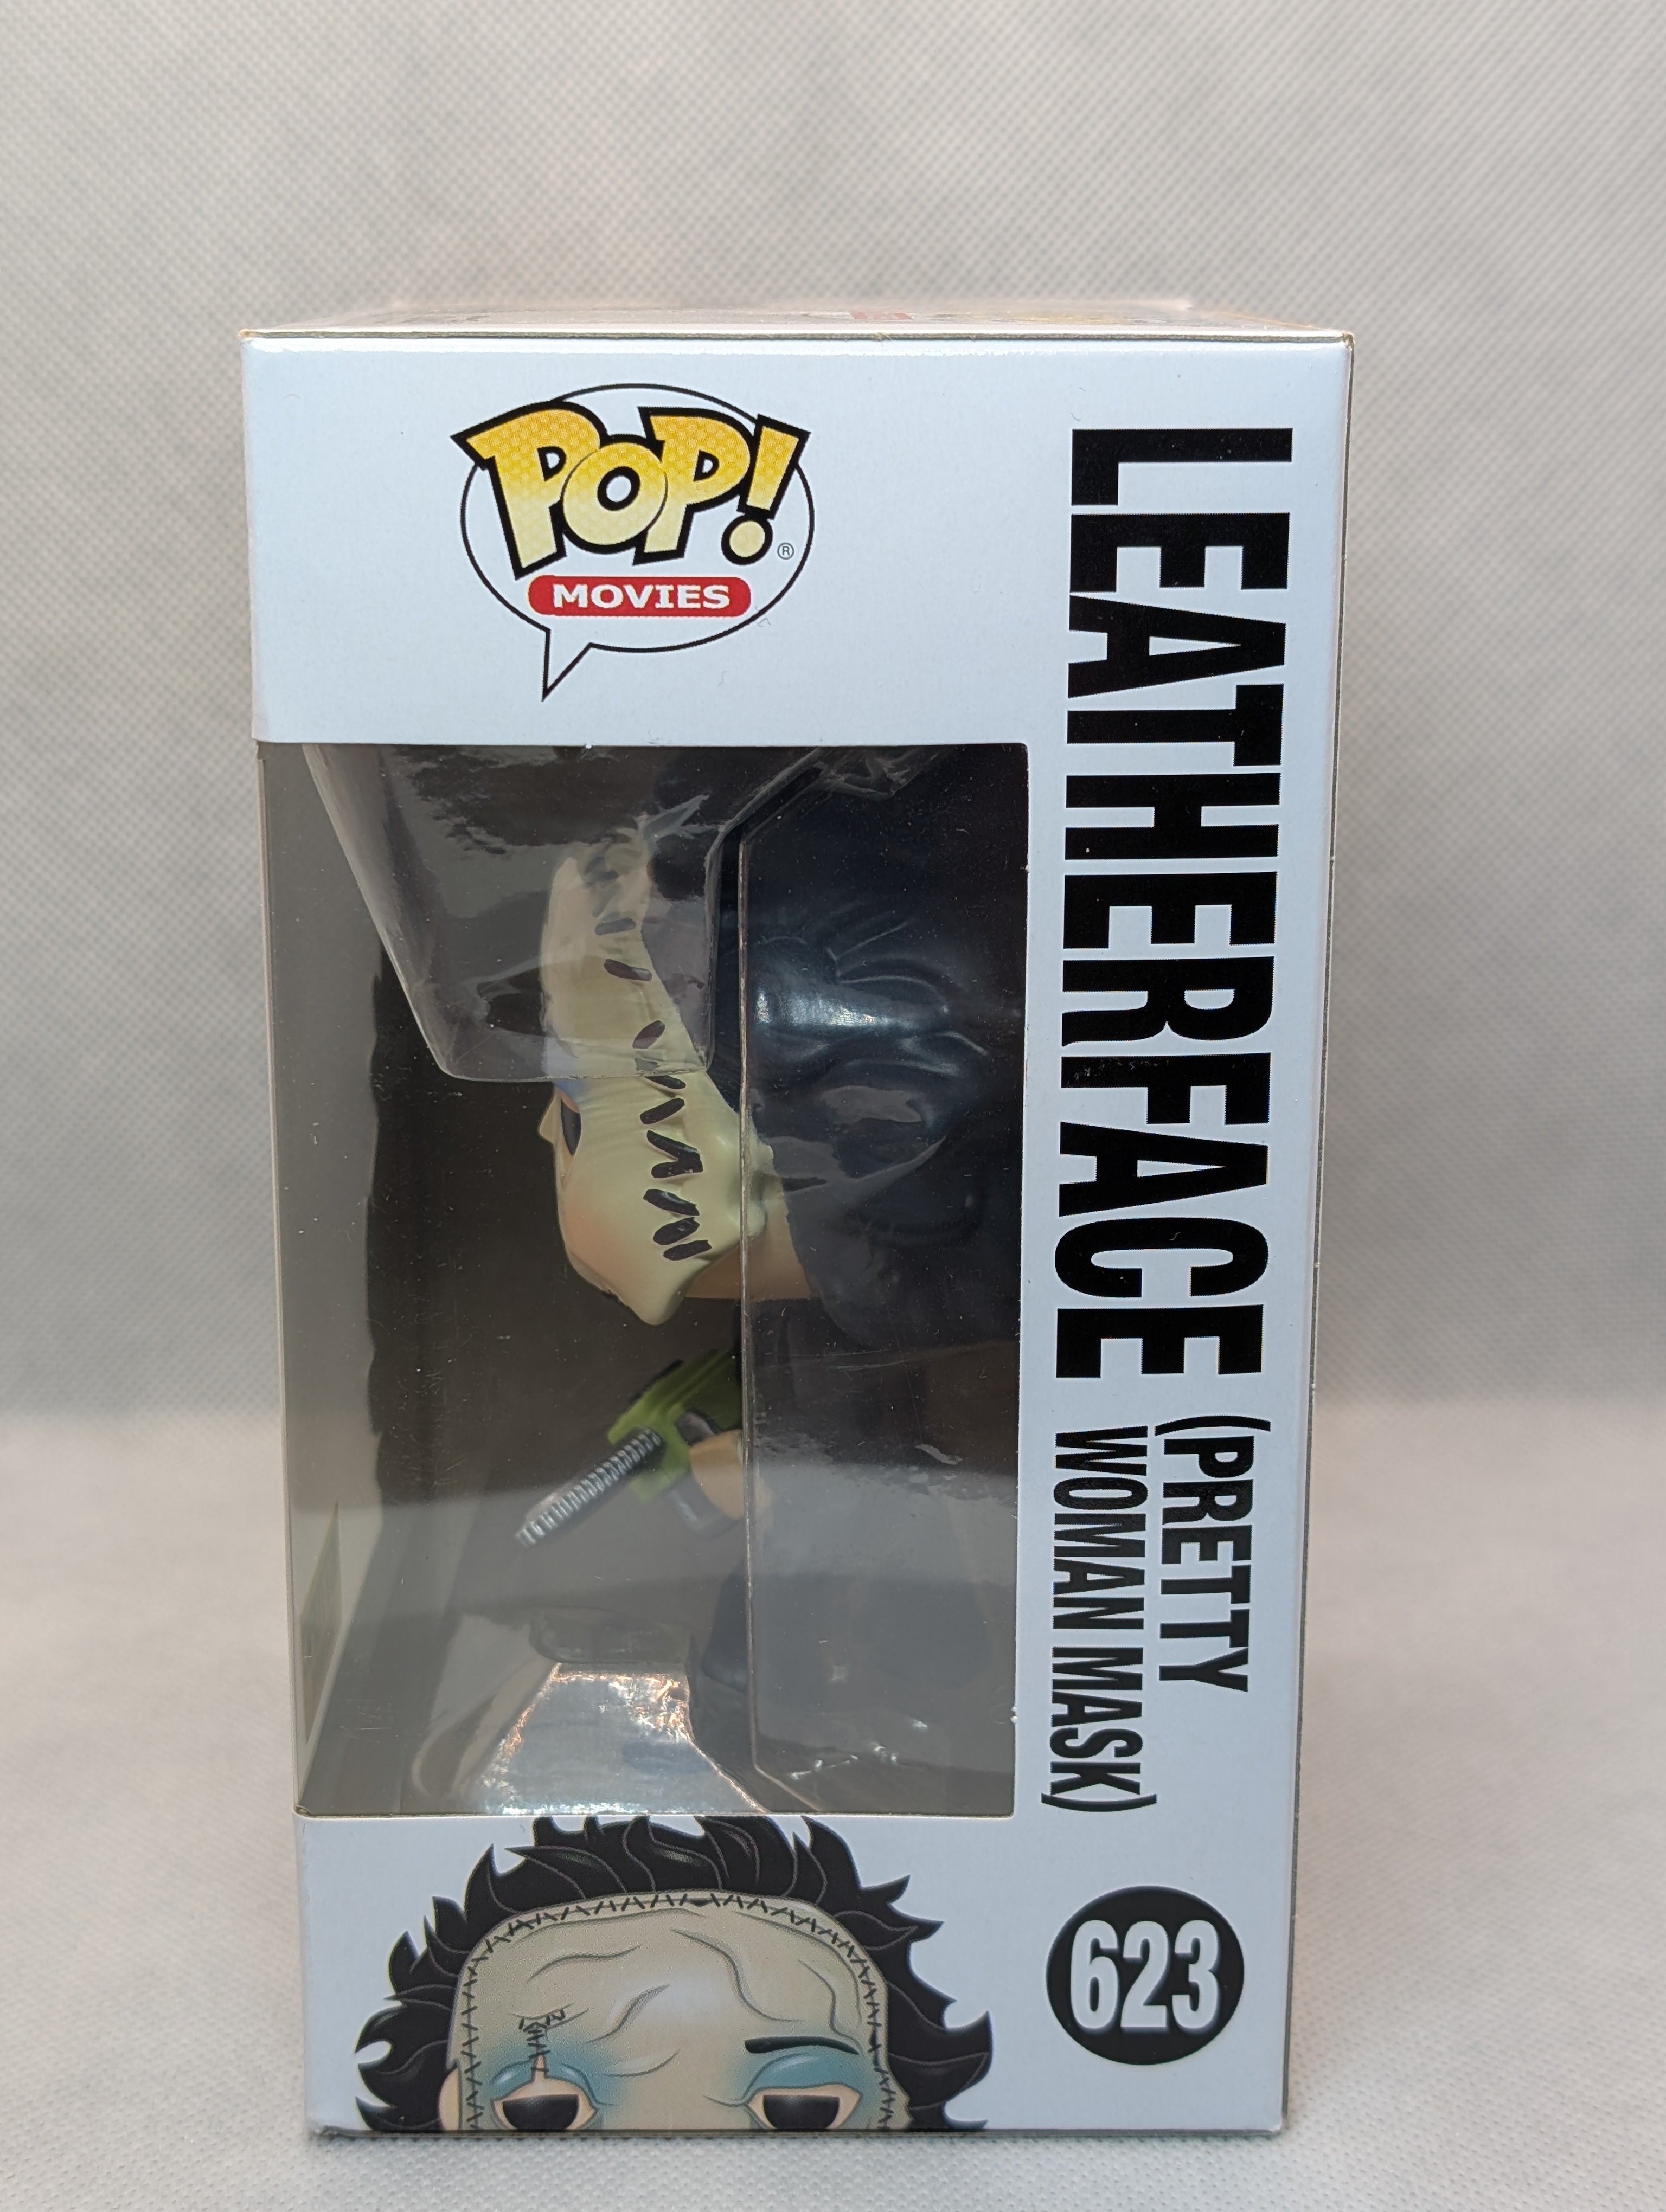 POP!
®
MOVIES
LEATHERFACE
(PRETTY
WOMAN MASK)
623